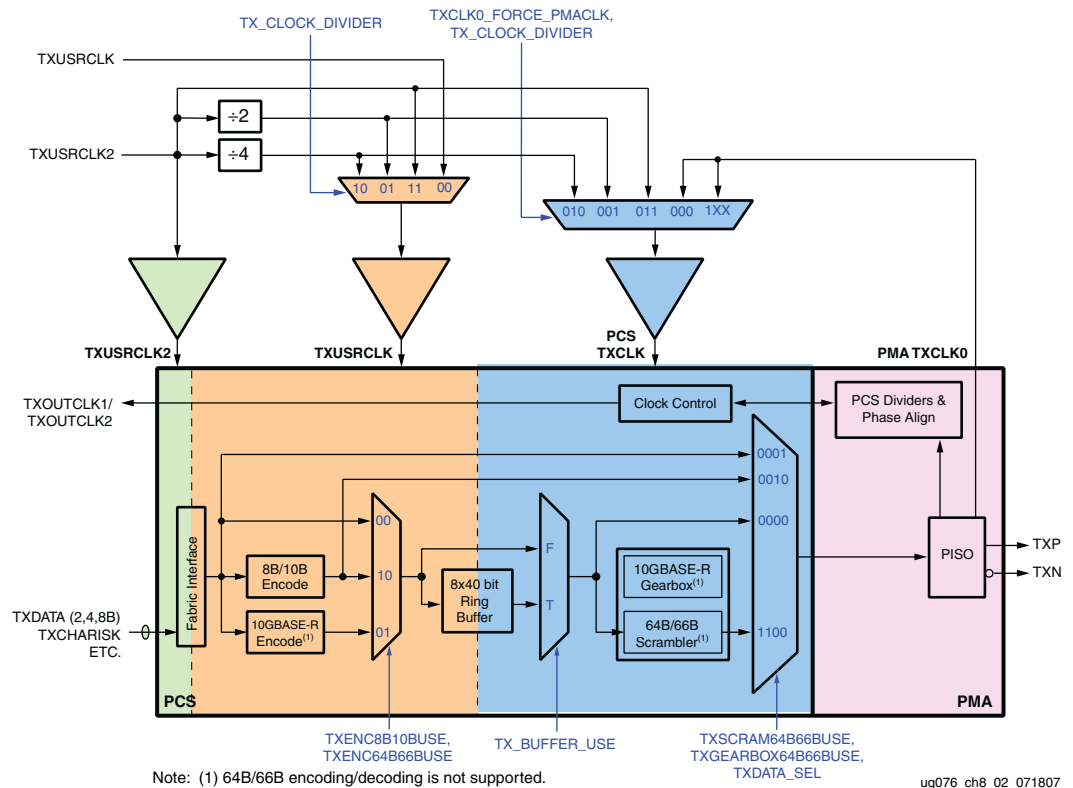 TX_CLOCK_DIVIDER
TXCLK0_FORCE_PMACLK,
TX_CLOCK_DIVIDER
TXUSRCLK
÷2
TXUSRCLK2
÷4
10 01 11 00
010 001 011 000 1XX
TXUSRCLK2
TXUSRCLK
PCS
TXCLK
PMA TXCLK0
TXOUTCLK1/
TXOUTCLK2
Clock Control
PCS Dividers &
Phase Align
0001
0010
00
0000
Fabric Interface
8B/10B
Encode
10
F
8x40 bit
Ring
Buffer
T
10GBASE-R
Gearbox(1)
PISO
TXP
TXN
TXDATA (2,4,8B)
TXCHARISK
ETC.
10GBASE-R
Encode(1)
01
64B/66B
Scrambler(1)
1100
PCS
PMA
TXENC8B10BUSE,
TXENC64B66BUSE
TX_BUFFER_USE
TXSCRAM64B66BUSE,
TXGEARBOX64B66BUSE,
TXDATA_SEL
Note: (1) 64B/66B encoding/decoding is not supported.
ug076_ch8_02_071807